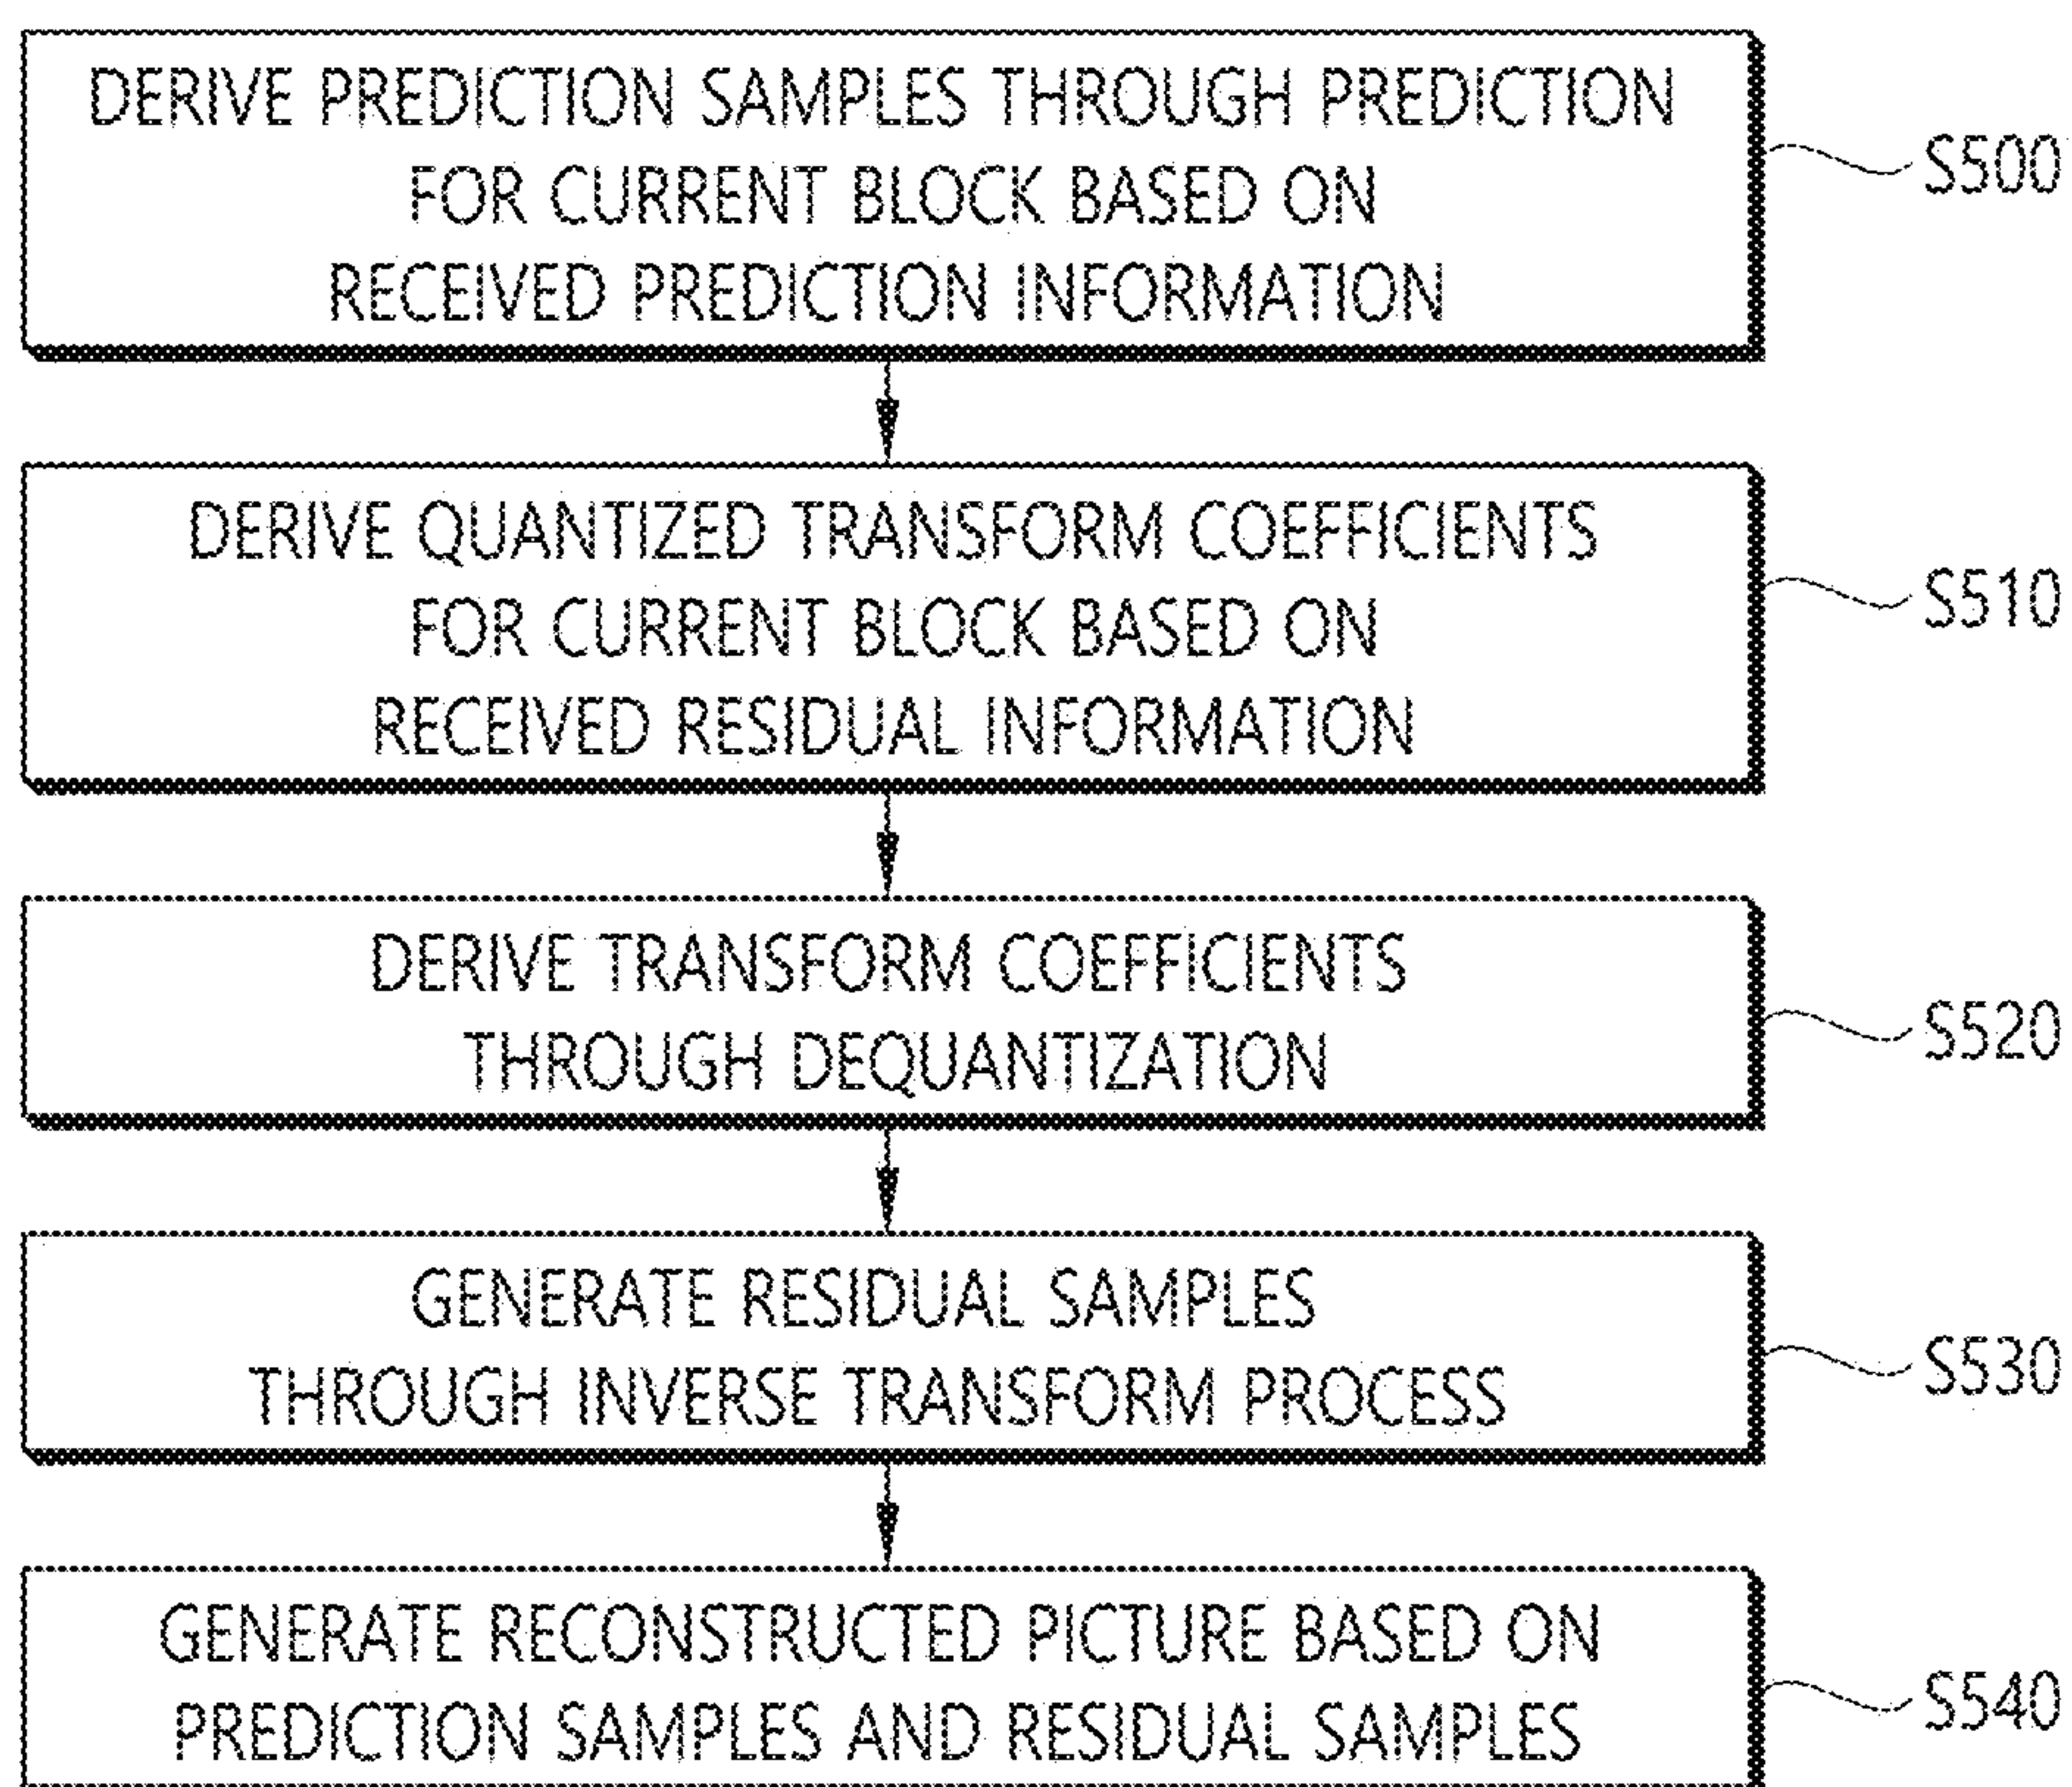 DERIVE PREDICTION SAMPLES THROUGH PREDICTION
FOR CURRENT BLOCK BASED ON
RECEIVED PREDICTION INFORMATION
S500
DERIVE QUANTIZED TRANSFORM COEFFICIENTS
FOR CURRENT BLOCK BASED ON
RECEIVED RESIDUAL INFORMATION
S510
DERIVE TRANSFORM COEFFICIENTS
THROUGH DEQUANTIZATION
S520
GENERATE RESIDUAL SAMPLES
THROUGH INVERSE TRANSFORM PROCESS
S530
GENERATE RECONSTRUCTED PICTURE BASED ON
PREDICTION SAMPLES AND RESIDUAL SAMPLES
S540